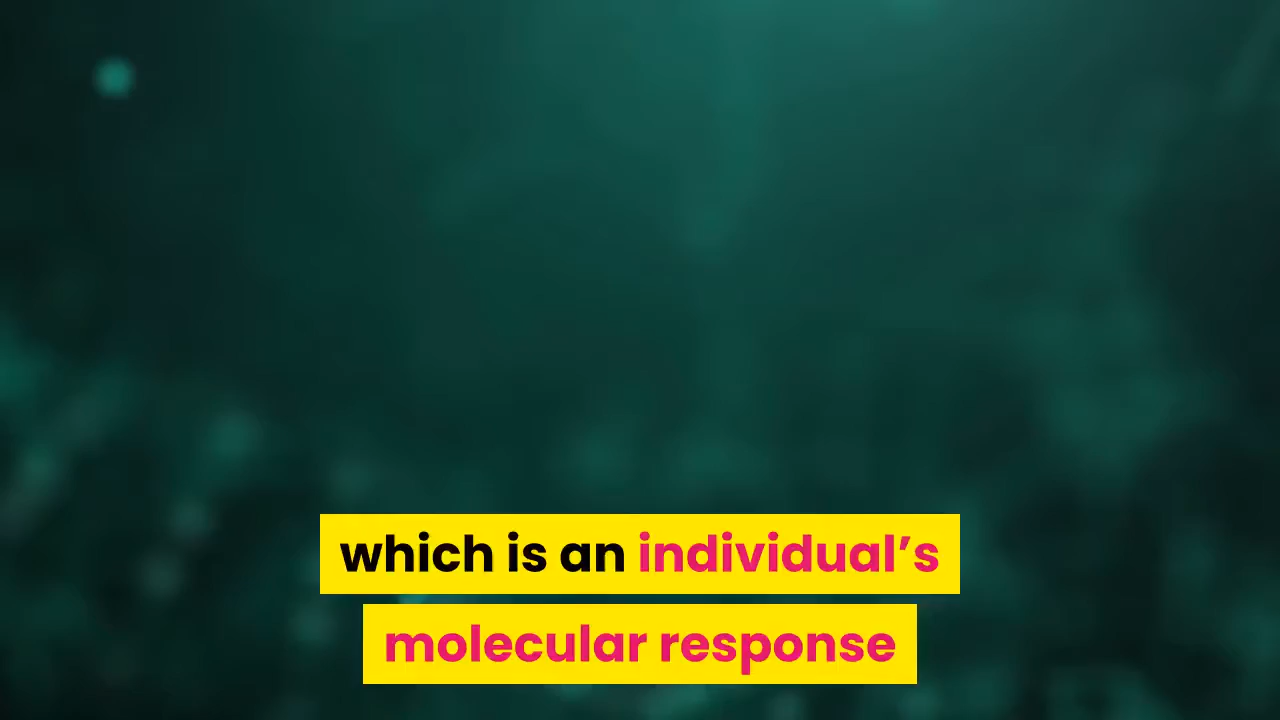 which is an individual’s
molecular response